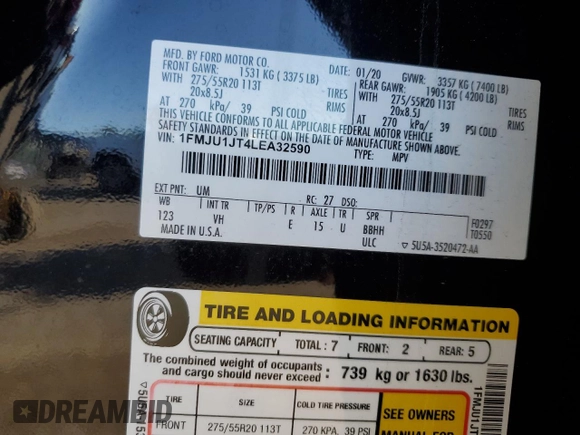 MFD. BY FORD MOTOR CO.
01/20 GVWR: 3357 KG (7400 LB)
FRONT GAWR: 1531 KG (3375 LB)
REAR GAWR: 1905 KG (4200 LB)
WITH 275/55R20 113T TIRES
WITH 275/55R20 113T TIRES
20x8.5J
20x8.5J
AT 270 kPa/ 39 PSI COLD
AT 270 kPa/ 39 PSI COLD
THIS VEHICLE CONFORMS TO ALL APPLICABLE FEDERAL MOTOR VEHICLE
SAFETY STANDARDS IN EFFECT ON THE DATE OF MANUFACTURE SHOWN ABOVE.
VIN: 1FMJU1JT4LEA32590
TYPE: MPV
EXT PNT: UM RC: 27 DSO:
WB INT TR TP/PS R AXLE TR SPR
123 VH E 15 U BBHH
MADE IN U.S.A. ULC
F0297
T0550
▽ 5U5A-3520472-AA
TIRE AND LOADING INFORMATION
SEATING CAPACITY TOTAL: 7 FRONT: 2 REAR: 5
The combined weight of occupants
and cargo should never exceed : 739 kg or 1630 lbs.
TIRE SIZE COLD TIRE PRESSURE
FRONT 275/55R20 113T 270 KPA, 39 PSI
SEE OWNERS
MANUAL FOR
1FMJU1JT
DREAMBID